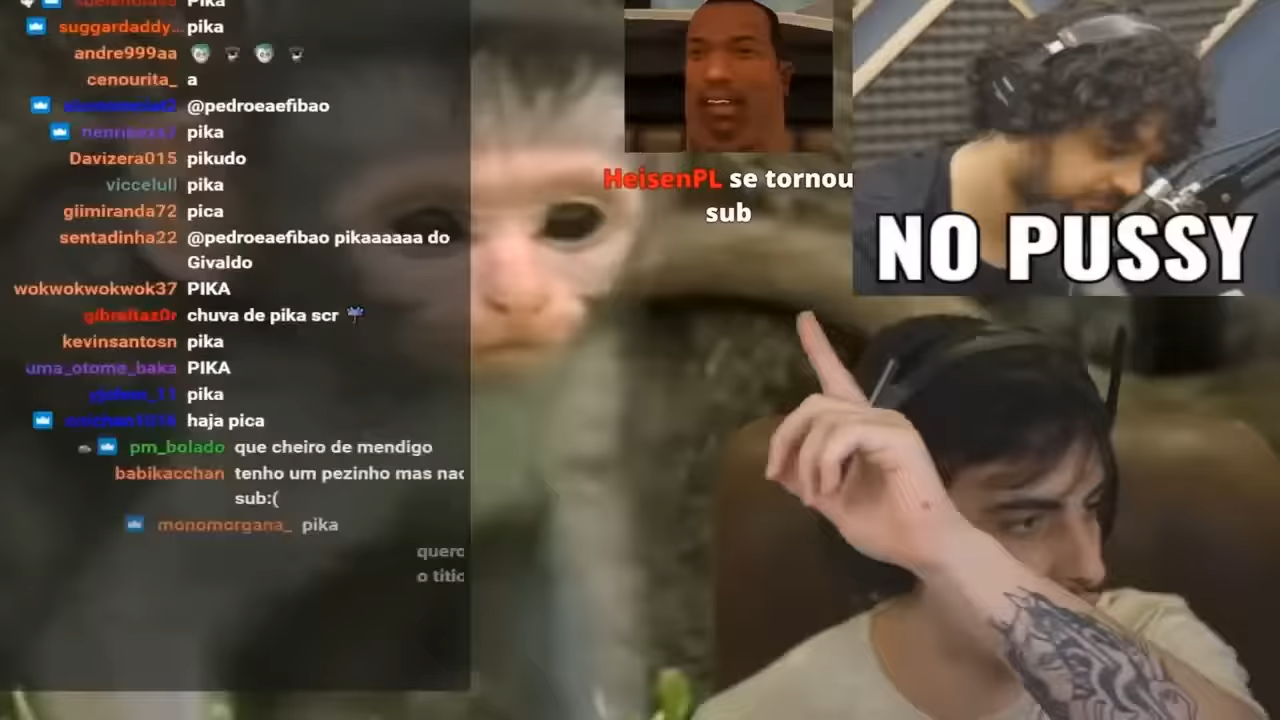 Pika
suggardaddy... pika
andre999aa
cenourita_ a
@pedroeaefibao
pika
Davizera015 pikudo
viccelull pika
giimiranda72 pica
sentadinha22 @pedroeaefibao pikaaaaaa do
Givaldo
wokwokwokwok37 PIKA
gibraltaz0r chuva de pika scr
kevinsantosn pika
uma_otome_baka PIKA
pika
haja pica
pm_bolado que cheiro de mendigo
babikacchan tenho um pezinho mas nao
sub:(
monomorgana_ pika
quero
HeisenPL se tornou
sub
NO PUSSY